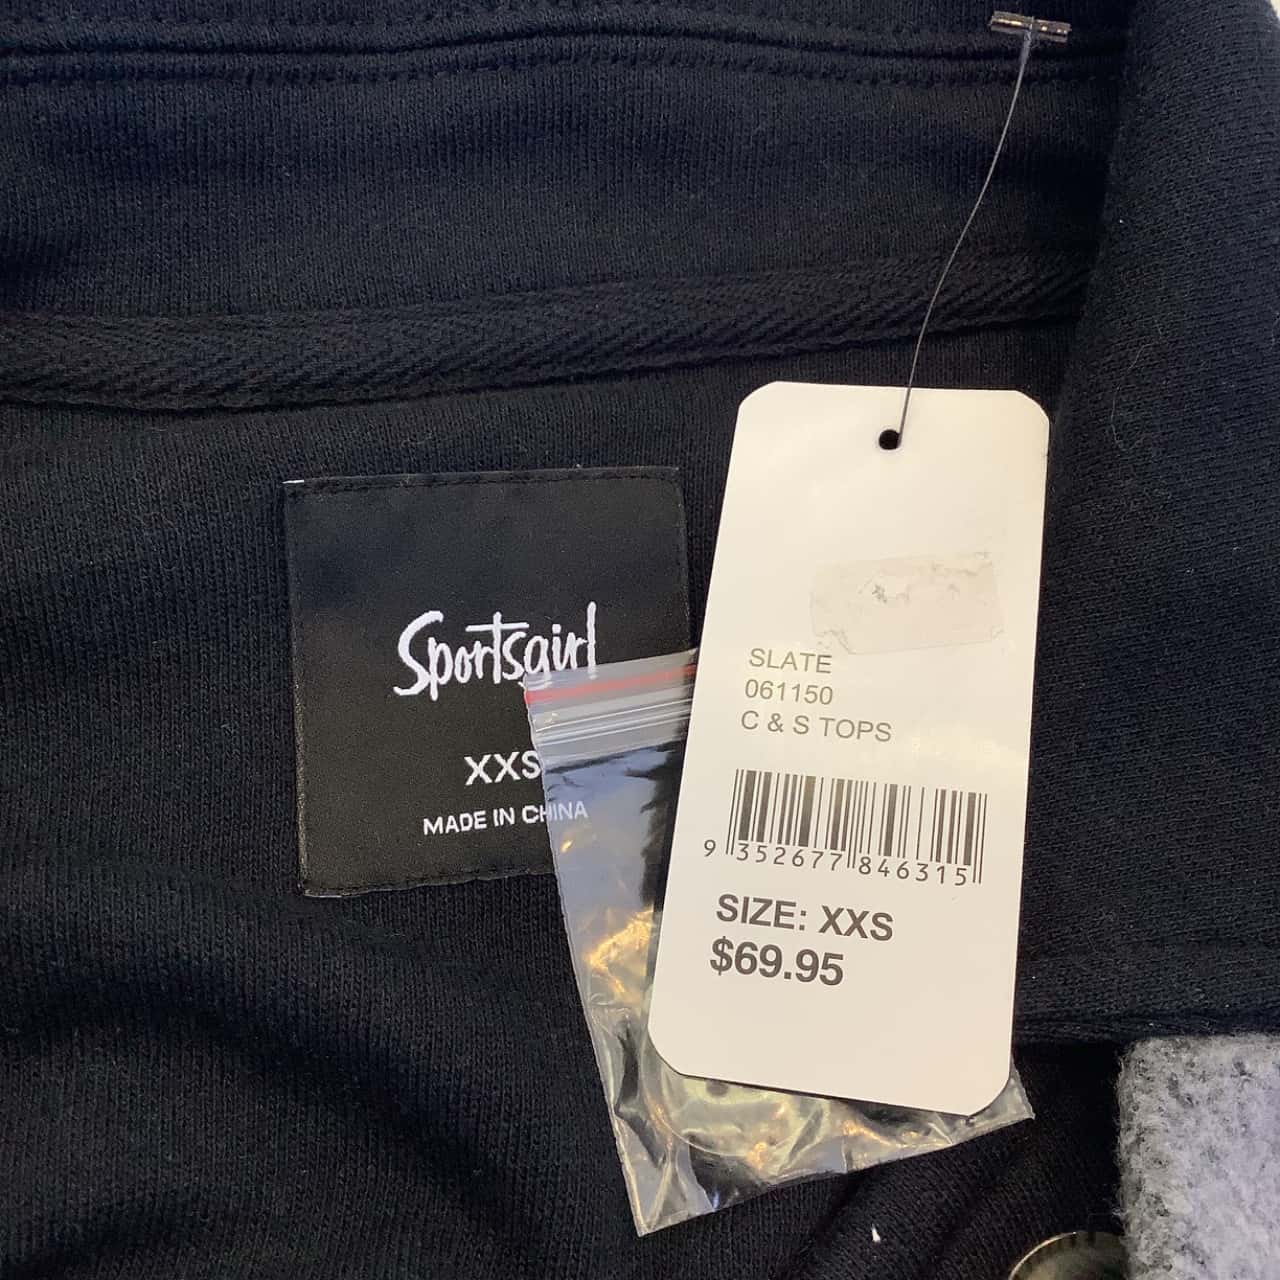 Sportsgirl
XXS
MADE IN CHINA
SLATE
061150
C & S TOPS
9 352677 846315
SIZE: XXS
$69.95